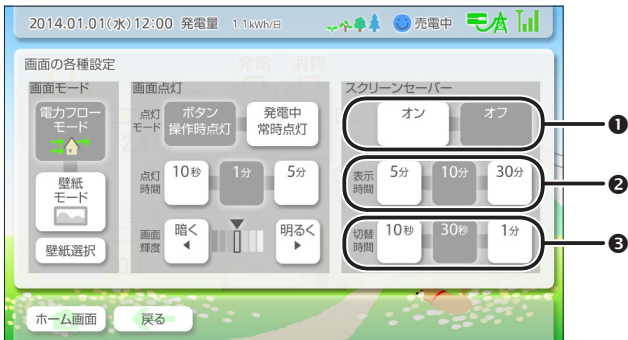 2014.01.01(水)12:00 発電量 1.1kWh/日 売電中
画面の各種設定
画面モード
電力フロー
モード
壁紙
モード
壁紙選択
画面点灯
点灯
モード
ボタン
操作時点灯
発電中
常時点灯
点灯
時間
10秒 1分 5分
画面
輝度
暗く 明るく
スクリーンセーバー
オン オフ
❶
表示
時間
5分 10分 30分
❷
切替
時間
10秒 30秒 1分
❸
ホーム画面 戻る